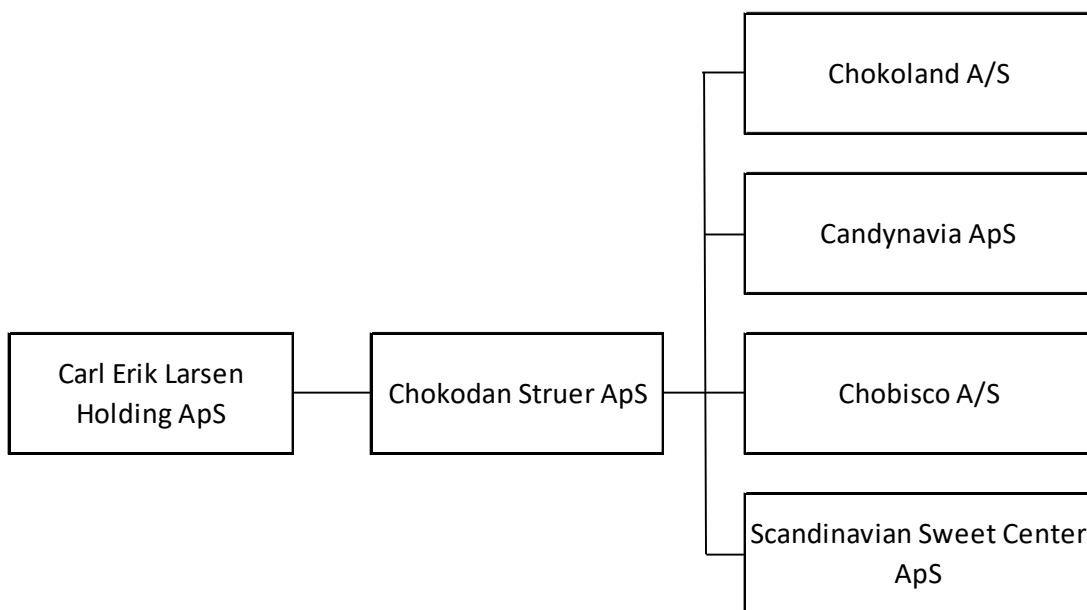 Chokoland A/S
Candynavia ApS
Carl Erik Larsen
Holding ApS
Chokodan Struer ApS
Chobisco A/S
Scandinavian Sweet Center
ApS